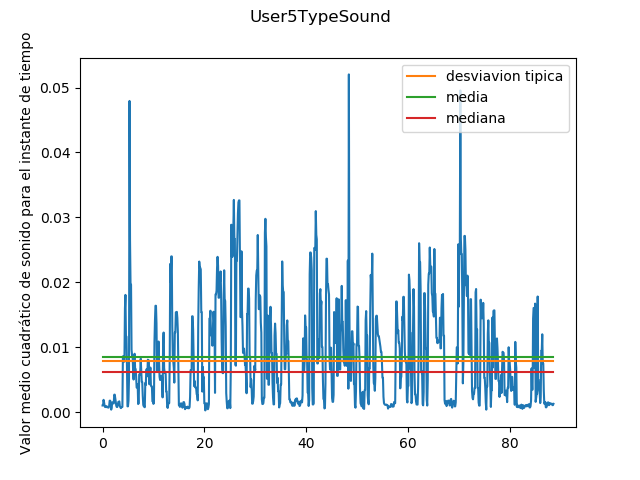 User5TypeSound
Valor medio cuadrático de sonido para el instante de tiempo
0.05
0.04
0.03
0.02
0.01
0.00
0 20 40 60 80
desviavion tipica
media
mediana